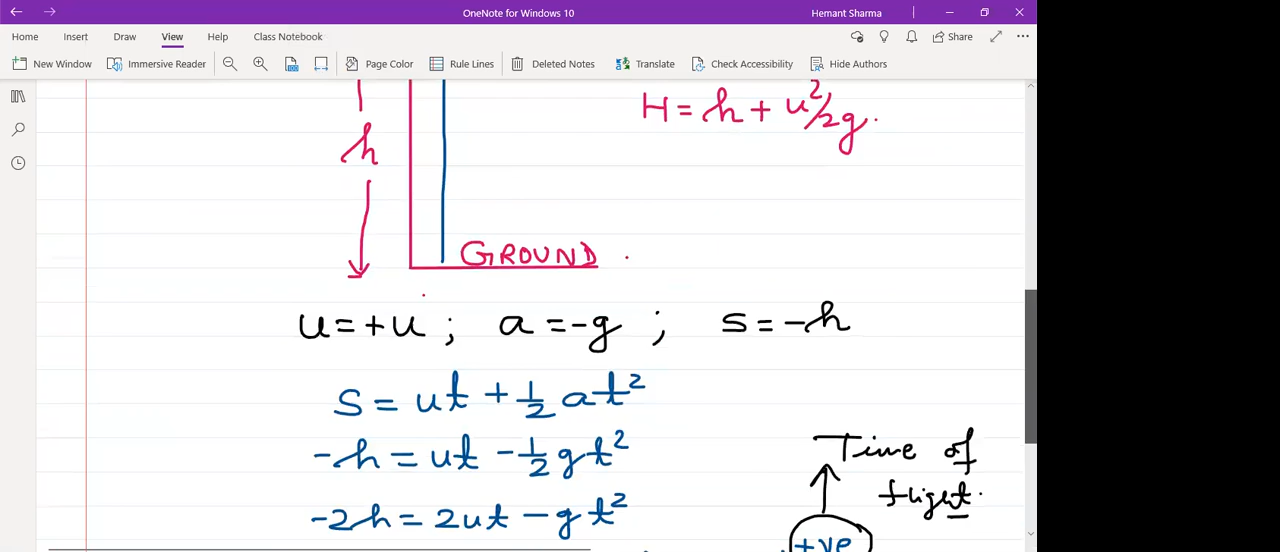 OneNote for Windows 10
Hemant Sharma
Home Insert Draw View Help Class Notebook
Share
New Window Immersive Reader Page Color Rule Lines Deleted Notes Translate Check Accessibility Hide Authors
H = h + u²/2g.
h
GROUND
u = +u ; a = -g ; s = -h
S = ut + 1/2 at²
-h = ut - 1/2 gt²
Time of
flight.
-2h = 2ut - gt²
+ve